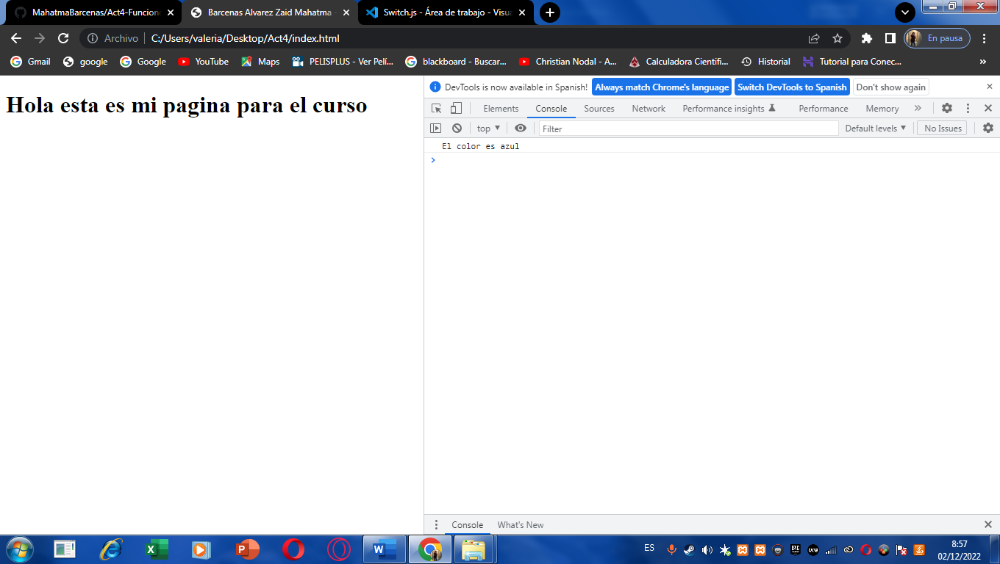 MahatmaBarcenas/Act4-Funcion
Barcenas Alvarez Zaid Mahatma -
Switch.js - Área de trabajo - Visua
Archivo
C:/Users/valeria/Desktop/Act4/index.html
En pausa
Gmail
google
Google
YouTube
Maps
PELISPLUS - Ver Pelí...
blackboard - Buscar...
Christian Nodal - A...
Calculadora Científi...
Historial
Tutorial para Conec...
»
Hola esta es mi pagina para el curso
DevTools is now available in Spanish!
Always match Chrome's language
Switch DevTools to Spanish
Don't show again
Elements
Console
Sources
Network
Performance insights
Performance
Memory
»
top
Filter
Default levels
No Issues
El color es azul
Console
What's New
ES
8:57
02/12/2022